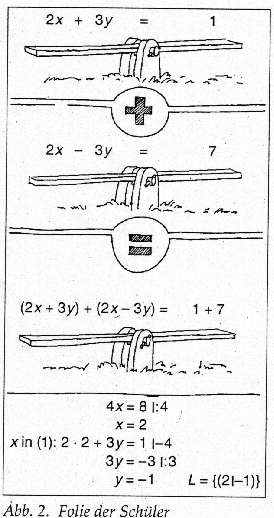 2x + 3y = 1
+
2x − 3y = 7
=
(2x + 3y) + (2x − 3y) = 1 + 7
4x = 8 |:4
x = 2
x in (1): 2 · 2 + 3y = 1 |−4
3y = −3 |:3
y = −1 L = {(2|−1)}
Abb. 2. Folie der Schüler